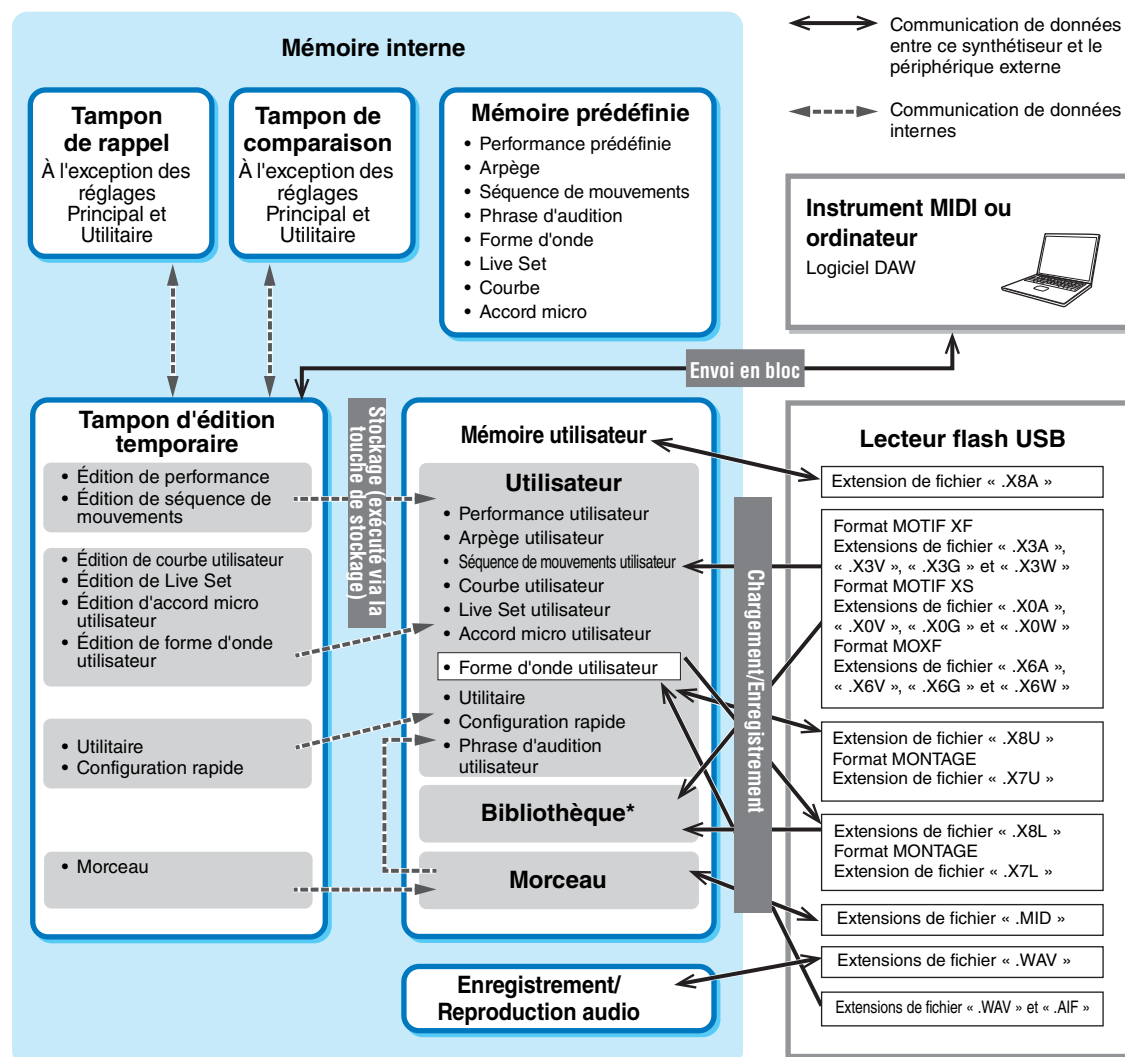 Mémoire interne
Communication de données
entre ce synthétiseur et le
périphérique externe
Communication de données
internes
Tampon
de rappel
À l'exception des
réglages
Principal et
Utilitaire
Tampon de
comparaison
À l'exception des
réglages
Principal et
Utilitaire
Mémoire prédéfinie
• Performance prédéfinie
• Arpège
• Séquence de mouvements
• Phrase d'audition
• Forme d'onde
• Live Set
• Courbe
• Accord micro
Instrument MIDI ou
ordinateur
Logiciel DAW
Envoi en bloc
Tampon d'édition
temporaire
• Édition de performance
• Édition de séquence de
mouvements
• Édition de courbe utilisateur
• Édition de Live Set
• Édition d'accord micro
utilisateur
• Édition de forme d'onde
utilisateur
• Utilitaire
• Configuration rapide
• Morceau
Stockage (exécuté via la
touche de stockage)
Mémoire utilisateur
Utilisateur
• Performance utilisateur
• Arpège utilisateur
• Séquence de mouvements utilisateur
• Courbe utilisateur
• Live Set utilisateur
• Accord micro utilisateur
• Forme d'onde utilisateur
• Utilitaire
• Configuration rapide
• Phrase d'audition
utilisateur
Bibliothèque*
Morceau
Enregistrement/
Reproduction audio
Chargement/Enregistrement
Lecteur flash USB
Extension de fichier « .X8A »
Format MOTIF XF
Extensions de fichier « .X3A »,
« .X3V », « .X3G » et « .X3W »
Format MOTIF XS
Extensions de fichier « .X0A »,
« .X0V », « .X0G » et « .X0W »
Format MOXF
Extensions de fichier « .X6A »,
« .X6V », « .X6G » et « .X6W »
Extension de fichier « .X8U »
Format MONTAGE
Extension de fichier « .X7U »
Extensions de fichier « .X8L »
Format MONTAGE
Extension de fichier « .X7L »
Extensions de fichier « .MID »
Extensions de fichier « .WAV »
Extensions de fichier « .WAV » et « .AIF »